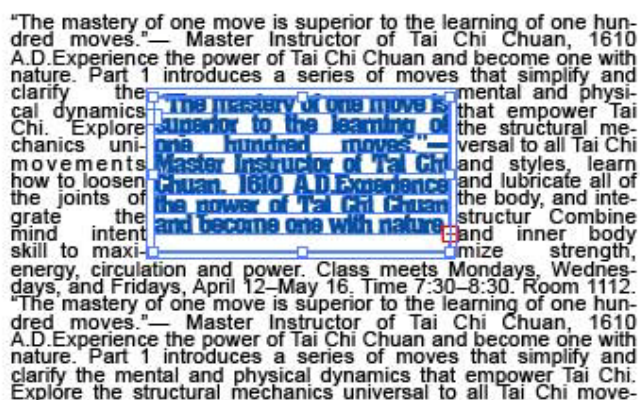 “The mastery of one move is superior to the learning of one hun-
dred moves.”— Master Instructor of Tai Chi Chuan, 1610
A.D.Experience the power of Tai Chi Chuan and become one with
nature. Part 1 introduces a series of moves that simplify and
clarify the mental and physi-
cal dynamics that empower Tai
Chi. Explore the structural me-
chanics uni- versal to all Tai Chi
movements and styles, learn
how to loosen and lubricate all of
the joints of the body, and inte-
grate the structur Combine
mind intent and inner body
skill to maxi- mize strength,
“The mastery of one move is
superior to the learning of
one hundred moves.”—
Master Instructor of Tai Chi
Chuan, 1610 A.D.Experience
the power of Tai Chi Chuan
and become one with nature.
energy, circulation and power. Class meets Mondays, Wednes-
days, and Fridays, April 12–May 16. Time 7:30–8:30. Room 1112.
“The mastery of one move is superior to the learning of one hun-
dred moves.”— Master Instructor of Tai Chi Chuan, 1610
A.D.Experience the power of Tai Chi Chuan and become one with
nature. Part 1 introduces a series of moves that simplify and
clarify the mental and physical dynamics that empower Tai Chi.
Explore the structural mechanics universal to all Tai Chi move-